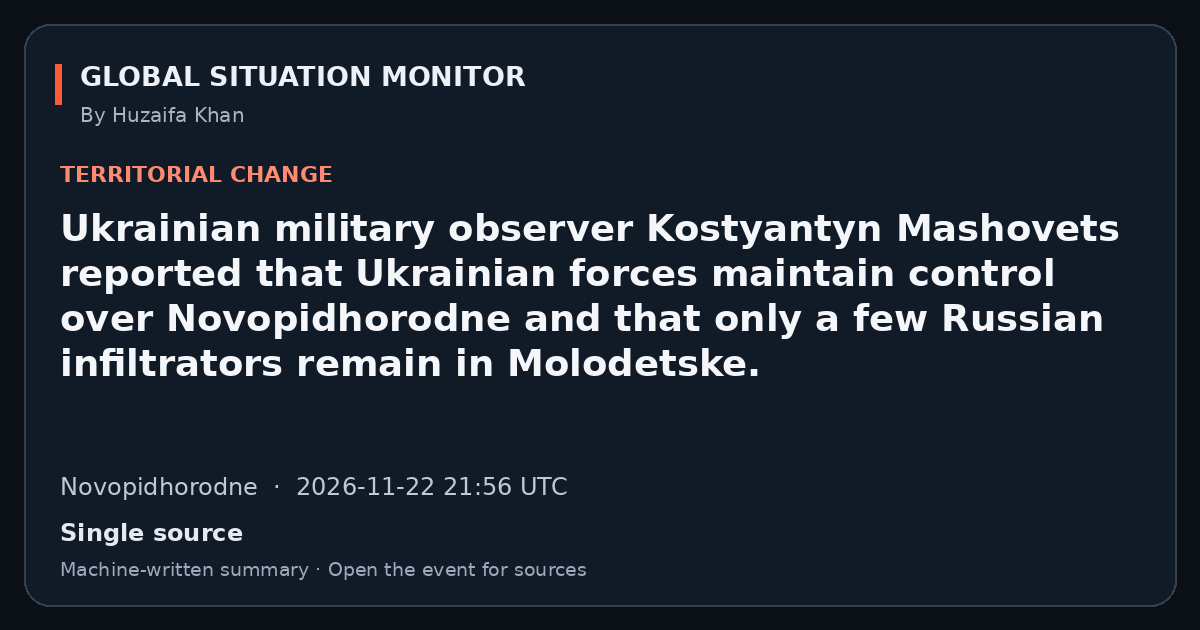 GLOBAL SITUATION MONITOR
By Huzaifa Khan
TERRITORIAL CHANGE
Ukrainian military observer Kostyantyn Mashovets
reported that Ukrainian forces maintain control
over Novopidhorodne and that only a few Russian
infiltrators remain in Molodetske.
Novopidhorodne · 2026-11-22 21:56 UTC
Single source
Machine-written summary · Open the event for sources